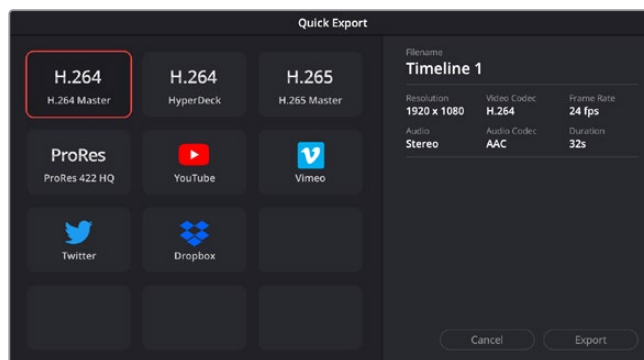 Quick Export
H.264
H.264 Master
H.264
HyperDeck
H.265
H.265 Master
ProRes
ProRes 422 HQ
YouTube
Vimeo
Twitter
Dropbox
Filename
Timeline 1
Resolution Video Codec Frame Rate
1920 x 1080 H.264 24 fps
Audio Audio Codec Duration
Stereo AAC 32s
Cancel Export